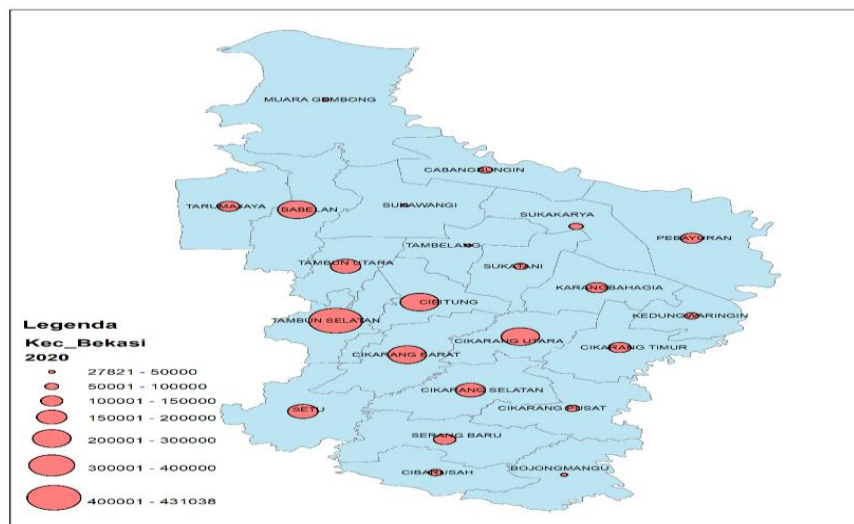 MUARA GEMBONG
CABANGBUNGIN
TARUMAJAYA
BABELAN
SUKAWANGI
SUKAKARYA
PEBAYURAN
TAMBELANG
TAMBUN UTARA
SUKATANI
KARANGBAHAGIA
CIBITUNG
KEDUNGWARINGIN
TAMBUN SELATAN
CIKARANG UTARA
CIKARANG TIMUR
CIKARANG BARAT
CIKARANG SELATAN
SETU
CIKARANG PUSAT
SERANG BARU
CIBARUSAH
BOJONGMANGU
Legenda
Kec_Bekasi
2020
27821 - 50000
50001 - 100000
100001 - 150000
150001 - 200000
200001 - 300000
300001 - 400000
400001 - 431038